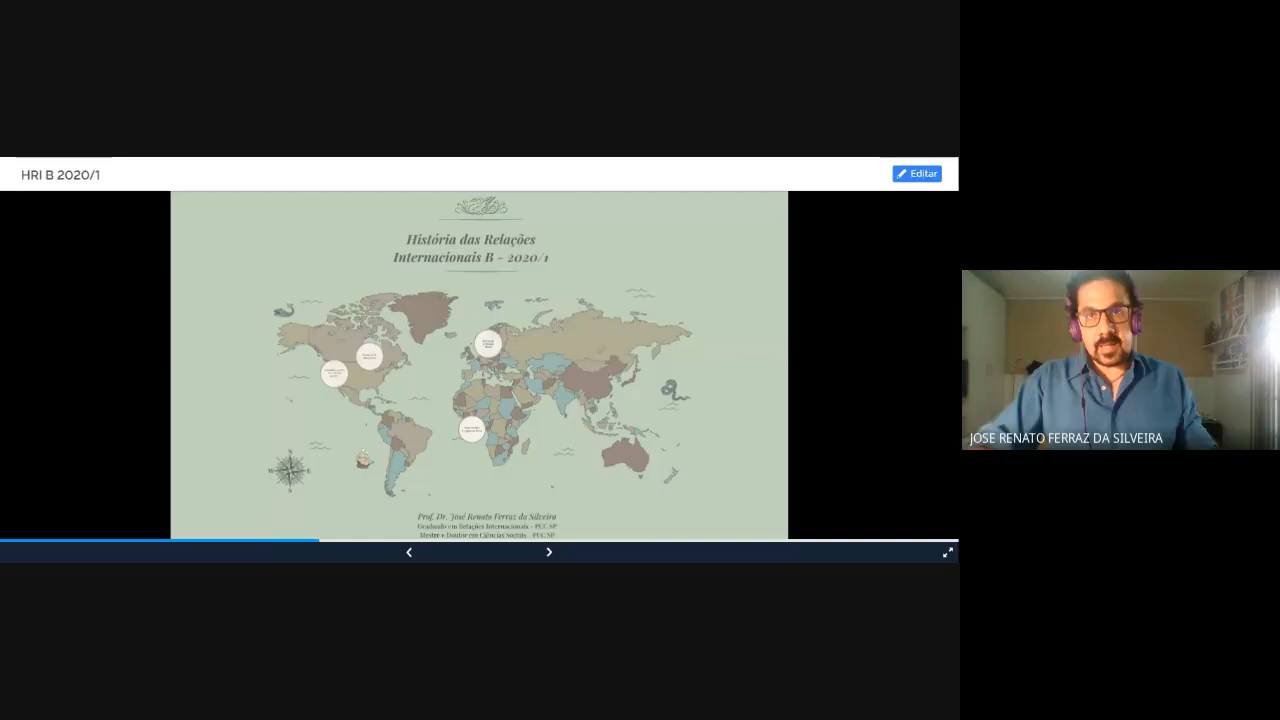 HRI B 2020/1
Editar
História das Relações
Internacionais B - 2020/1
Prof. Dr. José Renato Ferraz da Silveira
Graduado em Relações Internacionais - PUC SP
Mestre e Doutor em Ciências Sociais - PUC SP
JOSE RENATO FERRAZ DA SILVEIRA